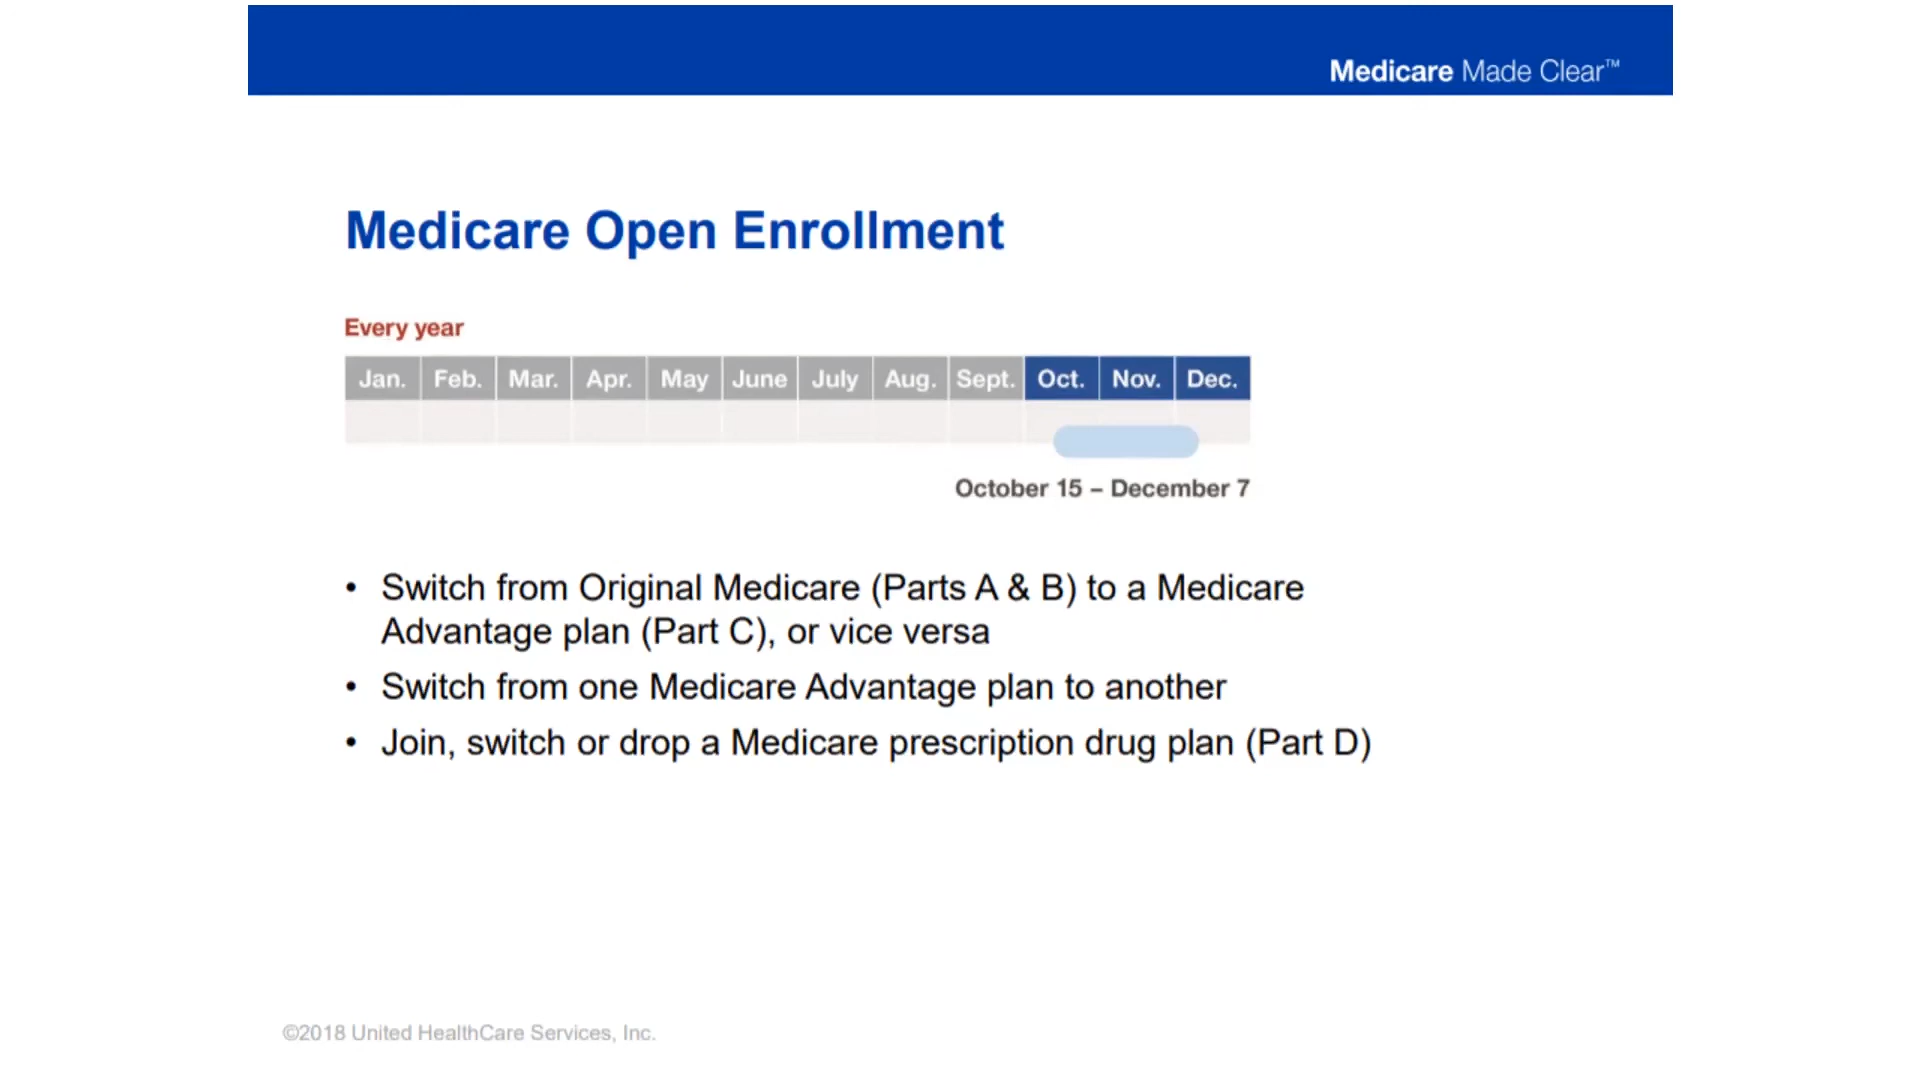 Medicare Made Clear™
Medicare Open Enrollment
Every year
Jan. Feb. Mar. Apr. May June July Aug. Sept. Oct. Nov. Dec.
October 15 – December 7
• Switch from Original Medicare (Parts A & B) to a Medicare
Advantage plan (Part C), or vice versa
• Switch from one Medicare Advantage plan to another
• Join, switch or drop a Medicare prescription drug plan (Part D)
©2018 United HealthCare Services, Inc.